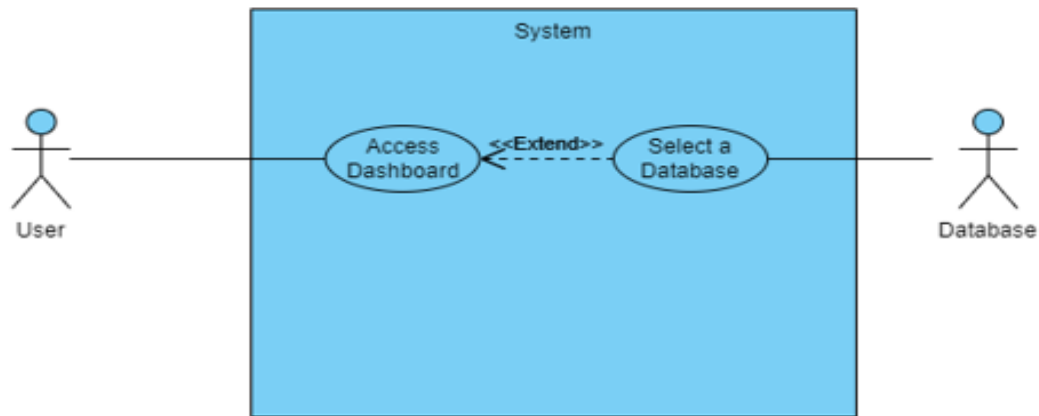 System
Access
Dashboard
<<Extend>>
Select a
Database
User
Database